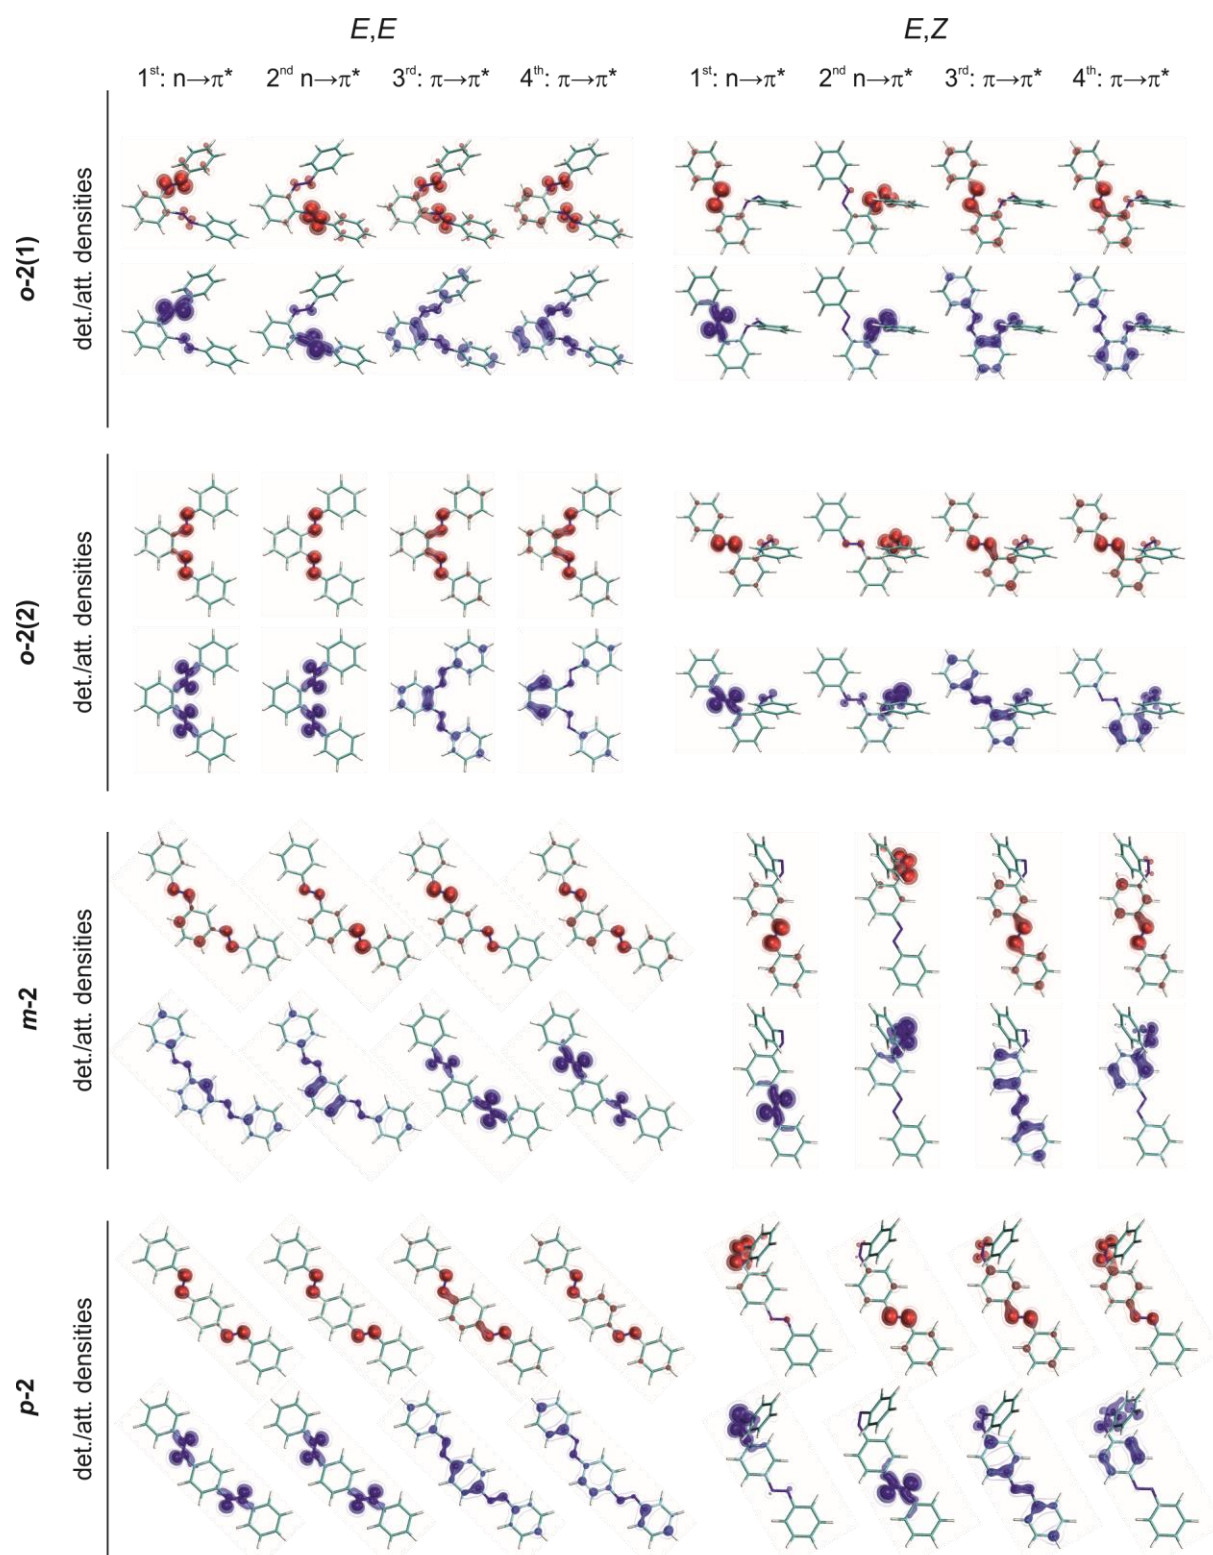 E,E
E,Z
1st: n→π* 2nd n→π* 3rd: π→π* 4th: π→π*
1st: n→π* 2nd n→π* 3rd: π→π* 4th: π→π*
o-2(1)
det./att. densities
o-2(2)
det./att. densities
m-2
det./att. densities
p-2
det./att. densities